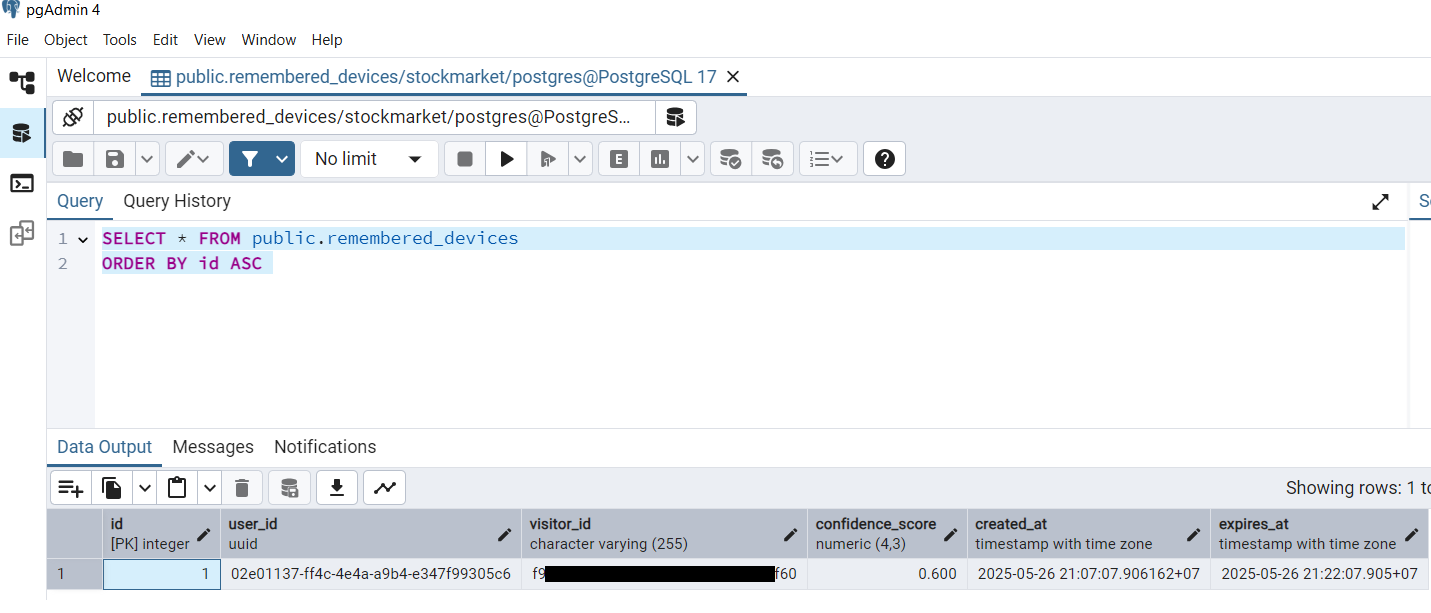 pgAdmin 4
File Object Tools Edit View Window Help
Welcome public.remembered_devices/stockmarket/postgres@PostgreSQL 17
public.remembered_devices/stockmarket/postgres@PostgreS...
No limit
E
Query Query History
1 SELECT * FROM public.remembered_devices
2 ORDER BY id ASC
Data Output Messages Notifications
Showing rows: 1
id user_id visitor_id confidence_score created_at expires_at
[PK] integer uuid character varying (255) numeric (4,3) timestamp with time zone timestamp with time zone
1 1 02e01137-ff4c-4e4a-a9b4-e347f99305c6 f9 f60 0.600 2025-05-26 21:07:07.906162+07 2025-05-26 21:22:07.905+07